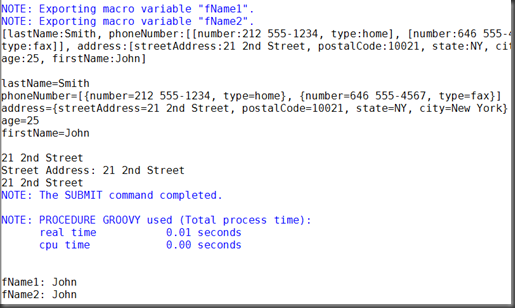 NOTE: Exporting macro variable "fName1".
NOTE: Exporting macro variable "fName2".
[lastName:Smith, phoneNumber:[[number:212 555-1234, type:home], [number:646 555-4
type:fax]], address:[streetAddress:21 2nd Street, postalCode:10021, state:NY, cit
age:25, firstName:John]
lastName=Smith
phoneNumber=[{number=212 555-1234, type=home}, {number=646 555-4567, type=fax}]
address={streetAddress=21 2nd Street, postalCode=10021, state=NY, city=New York}
age=25
firstName=John
21 2nd Street
Street Address: 21 2nd Street
21 2nd Street
NOTE: The SUBMIT command completed.
NOTE: PROCEDURE GROOVY used (Total process time):
real time 0.01 seconds
cpu time 0.00 seconds
fName1: John
fName2: John